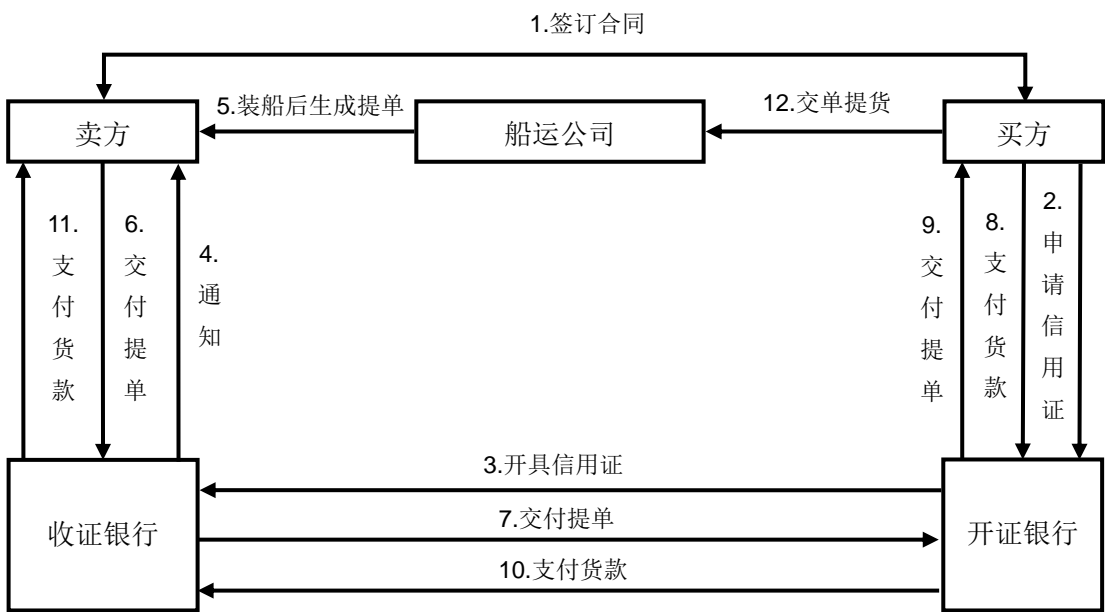 1.签订合同
5.装船后生成提单
12.交单提货
卖方
船运公司
买方
11.支付货款
6.交付提单
4.通知
9.交付提单
8.支付货款
2.申请信用证
3.开具信用证
收证银行
7.交付提单
开证银行
10.支付货款